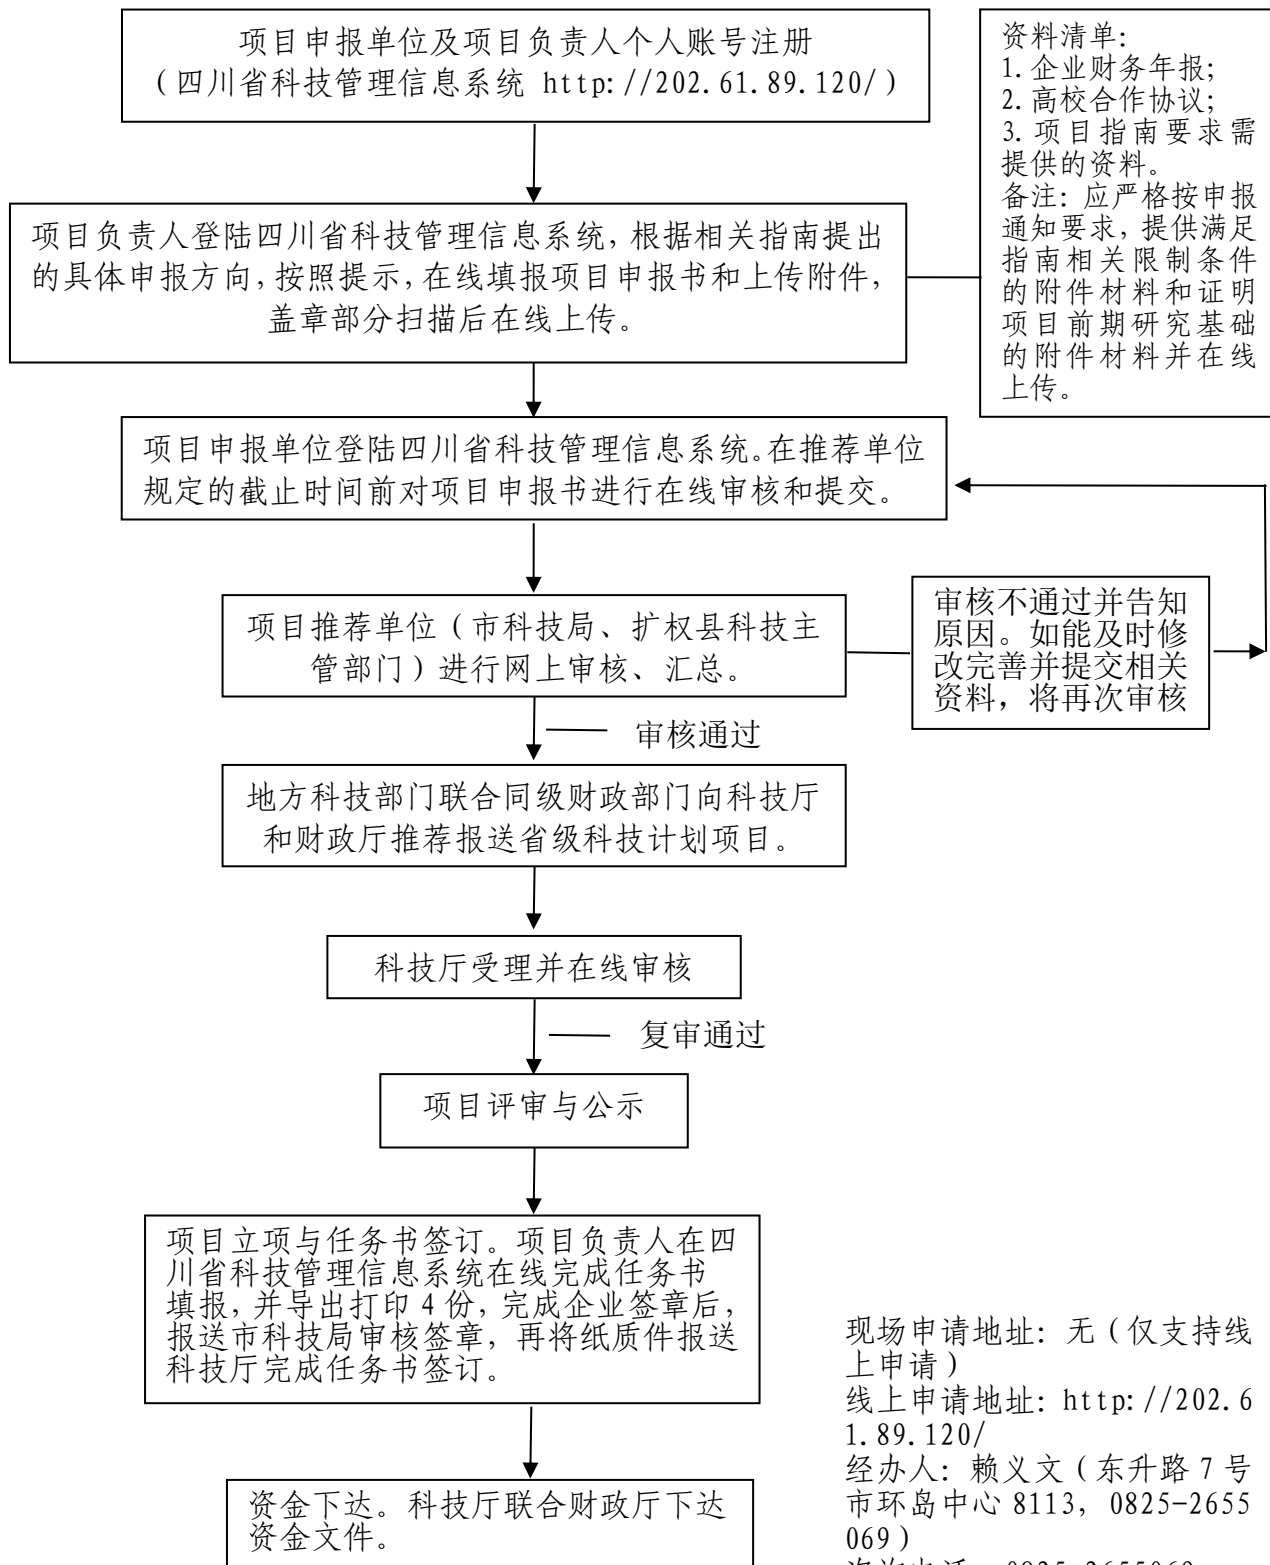 项目申报单位及项目负责人个人账号注册
（四川省科技管理信息系统 http://202.61.89.120/）
资料清单：
1.企业财务年报；
2.高校合作协议；
3.项目指南要求需
提供的资料。
备注：应严格按申报
通知要求，提供满足
指南相关限制条件
的附件材料和证明
项目前期研究基础
的附件材料并在线
上传。
项目负责人登陆四川省科技管理信息系统，根据相关指南提出
的具体申报方向，按照提示，在线填报项目申报书和上传附件，
盖章部分扫描后在线上传。
项目申报单位登陆四川省科技管理信息系统。在推荐单位
规定的截止时间前对项目申报书进行在线审核和提交。
项目推荐单位（市科技局、扩权县科技主
管部门）进行网上审核、汇总。
审核不通过并告知
原因。如能及时修
改完善并提交相关
资料，将再次审核
审核通过
地方科技部门联合同级财政部门向科技厅
和财政厅推荐报送省级科技计划项目。
科技厅受理并在线审核
复审通过
项目评审与公示
项目立项与任务书签订。项目负责人在四
川省科技管理信息系统在线完成任务书
填报，并导出打印 4 份，完成企业签章后，
报送市科技局审核签章，再将纸质件报送
科技厅完成任务书签订。
资金下达。科技厅联合财政厅下达
资金文件。
现场申请地址：无（仅支持线
上申请）
线上申请地址：http://202.6
1.89.120/
经办人：赖义文（东升路 7 号
市环岛中心 8113，0825-2655
069）
咨询电话：0825-2655069